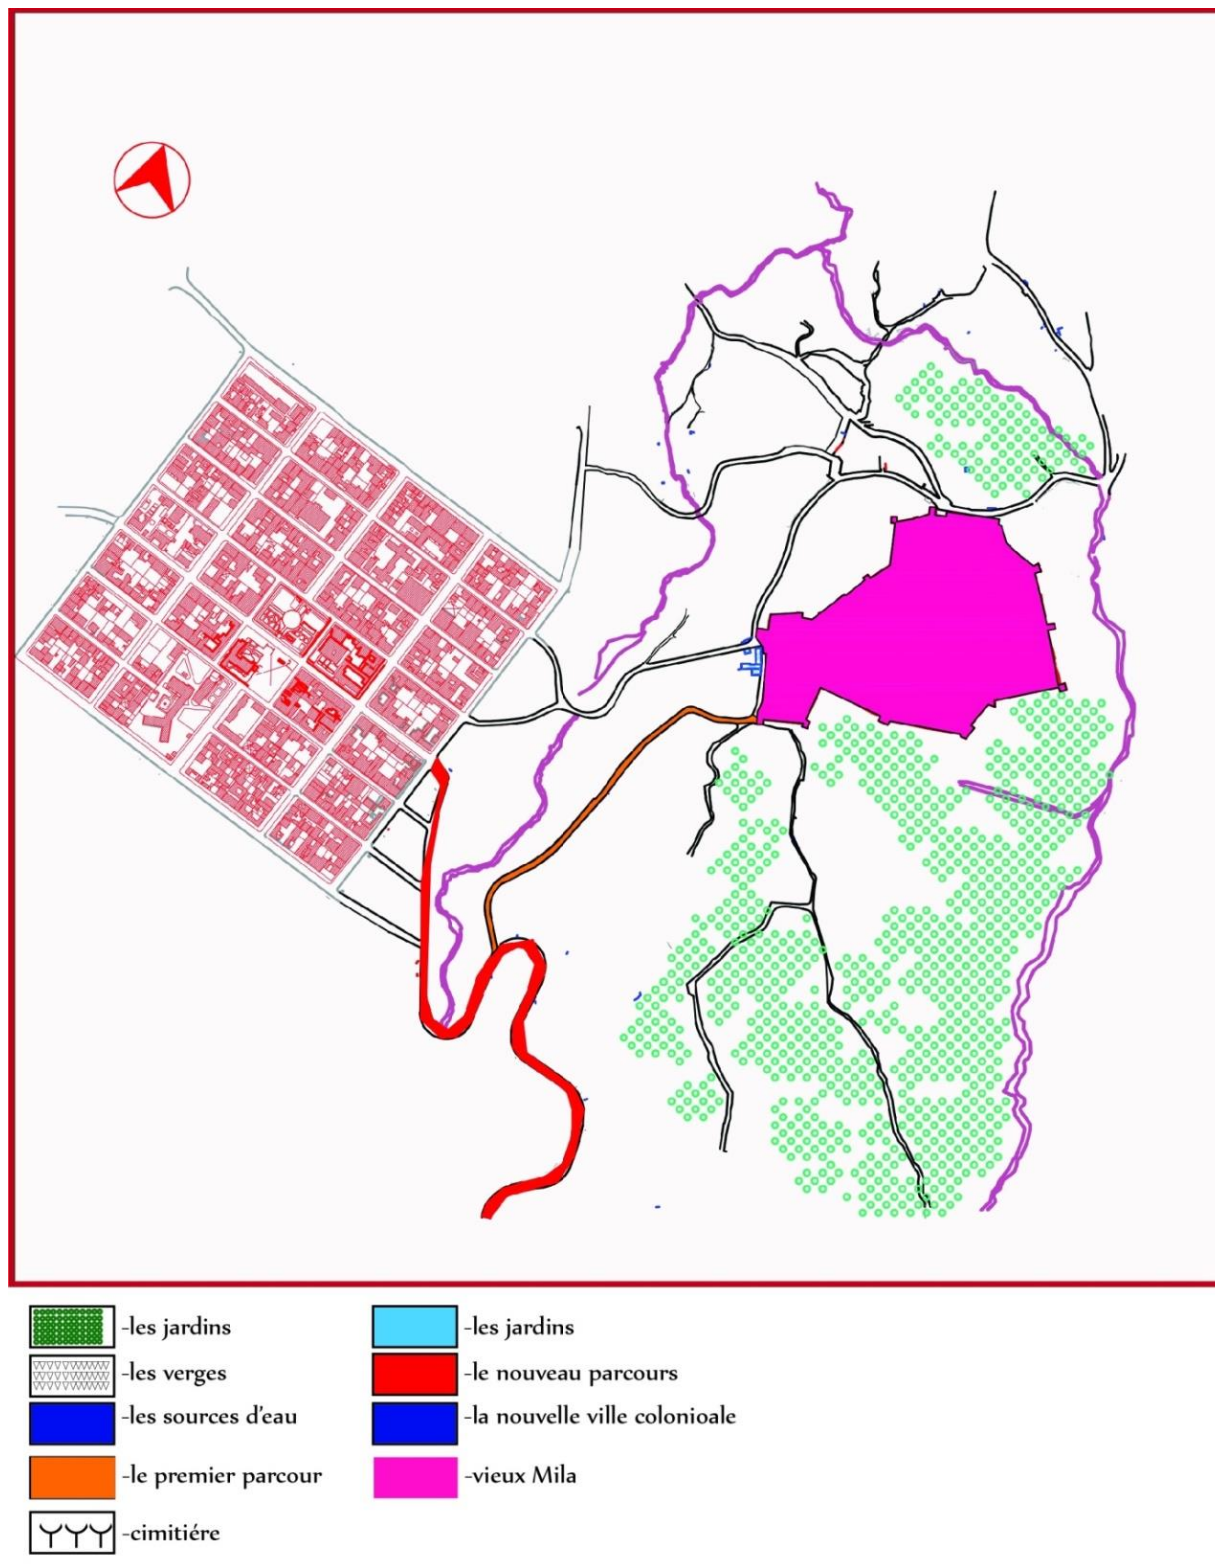 -les jardins
-les verges
-les sources d'eau
-le premier parcour
-cimitiére
-les jardins
-le nouveau parcours
-la nouvelle ville colonioale
-vieux Mila